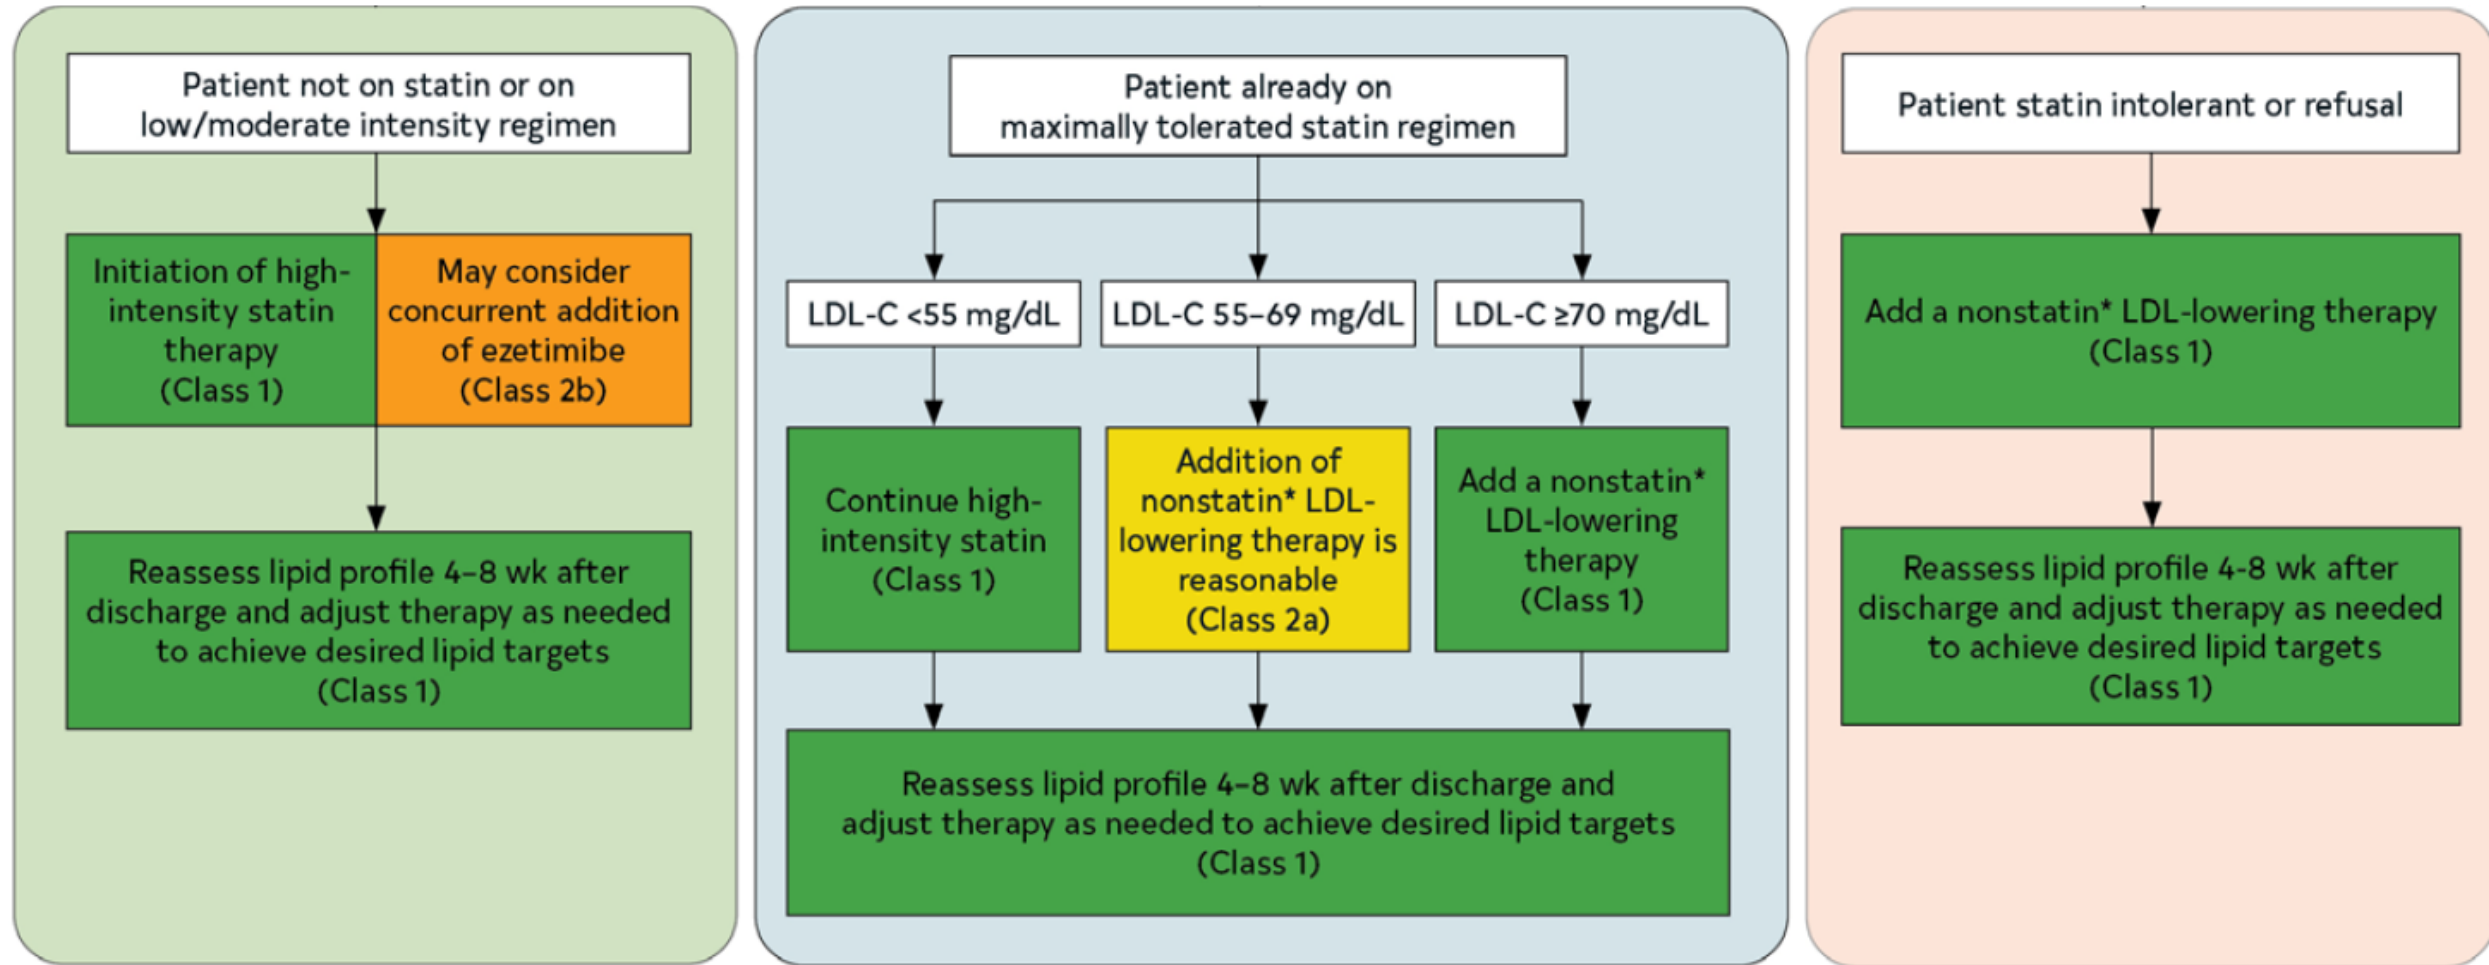 Patient not on statin or on
low/moderate intensity regimen
Initiation of high-
intensity statin
therapy
(Class 1)
May consider
concurrent addition
of ezetimibe
(Class 2b)
Reassess lipid profile 4–8 wk after
discharge and adjust therapy as needed
to achieve desired lipid targets
(Class 1)
Patient already on
maximally tolerated statin regimen
LDL-C <55 mg/dL
LDL-C 55–69 mg/dL
LDL-C ≥70 mg/dL
Continue high-
intensity statin
(Class 1)
Addition of
nonstatin* LDL-
lowering therapy is
reasonable
(Class 2a)
Add a nonstatin*
LDL-lowering
therapy
(Class 1)
Reassess lipid profile 4–8 wk after discharge and
adjust therapy as needed to achieve desired lipid targets
(Class 1)
Patient statin intolerant or refusal
Add a nonstatin* LDL-lowering therapy
(Class 1)
Reassess lipid profile 4-8 wk after
discharge and adjust therapy as needed
to achieve desired lipid targets
(Class 1)